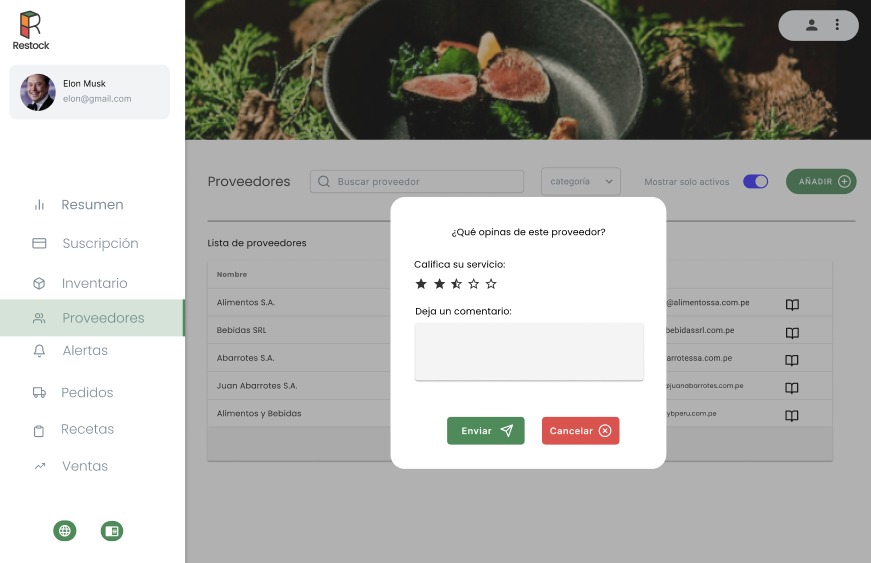 Restock
Elon Musk
elon@gmail.com
Resumen
Suscripción
Inventario
Proveedores
Alertas
Pedidos
Recetas
Ventas
Proveedores
Buscar proveedor
categoría
Mostrar solo activos
AÑADIR
Lista de proveedores
Nombre
Alimentos S.A.
@alimentossa.com.pe
Bebidas SRL
bebidassrl.com.pe
Abarrotes S.A.
arrotessa.com.pe
Juan Abarrotes S.A.
@juanabarrotes.com.pe
Alimentos y Bebidas
ybperu.com.pe
¿Qué opinas de este proveedor?
Califica su servicio:
Deja un comentario:
Enviar
Cancelar